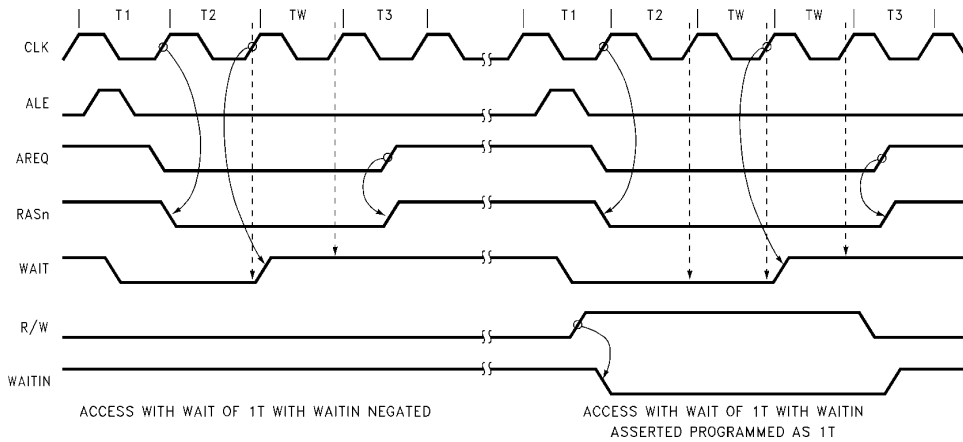 T1 T2 TW T3 T1 T2 TW TW T3
CLK
ALE
AREQ
RASn
WAIT
R/W
WAITIN
ACCESS WITH WAIT OF 1T WITH WAITIN NEGATED
ACCESS WITH WAIT OF 1T WITH WAITIN
ASSERTED PROGRAMMED AS 1T